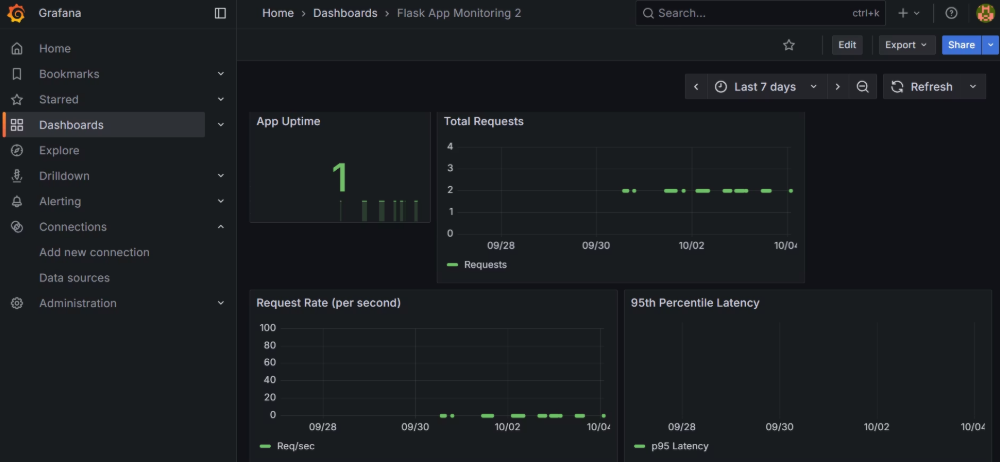 Grafana
Home › Dashboards › Flask App Monitoring 2
Search... ctrl+k
Edit Export Share
Home
Bookmarks
Starred
Dashboards
Explore
Drilldown
Alerting
Connections
Add new connection
Data sources
Administration
Last 7 days Refresh
App Uptime
1
Total Requests
4
3
2
1
0
09/28 09/30 10/02 10/04
Requests
Request Rate (per second)
100
80
60
40
20
0
09/28 09/30 10/02 10/04
Req/sec
95th Percentile Latency
09/28 09/30 10/02 10/04
p95 Latency